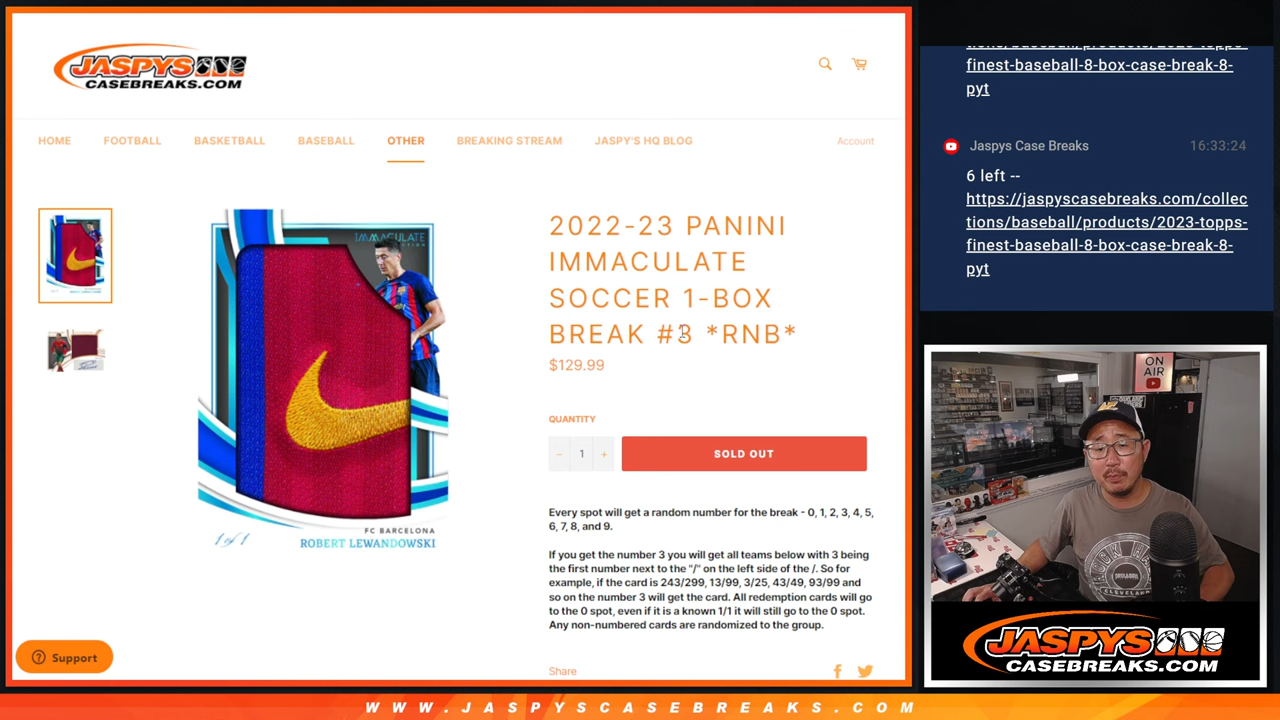 JASPYS
CASEBREAKS.COM
HOME FOOTBALL BASKETBALL BASEBALL OTHER BREAKING STREAM JASPY'S HQ BLOG Account
2022-23 PANINI
IMMACULATE
SOCCER 1-BOX
BREAK #3 *RNB*
$129.99
QUANTITY
− 1 + SOLD OUT
Every spot will get a random number for the break - 0, 1, 2, 3, 4, 5,
6, 7, 8, and 9.
If you get the number 3 you will get all teams below with 3 being
the first number next to the "/" on the left side of the /. So for
example, if the card is 243/299, 13/99, 3/25, 43/49, 93/99 and
so on the number 3 will get the card. All redemption cards will go
to the 0 spot, even if it is a known 1/1 it will still go to the 0 spot.
Any non-numbered cards are randomized to the group.
Share
IMMACULATE
1 of 1
FC BARCELONA
ROBERT LEWANDOWSKI
Support
tions/baseball/products/2023-topps-
finest-baseball-8-box-case-break-8-
pyt
Jaspys Case Breaks 16:33:24
6 left --
https://jaspyscasebreaks.com/collec
tions/baseball/products/2023-topps-
finest-baseball-8-box-case-break-8-
pyt
ON
AIR
CLEVELAND
JASPYS
CASEBREAKS.COM
WWW.JASPYSCASEBREAKS.COM